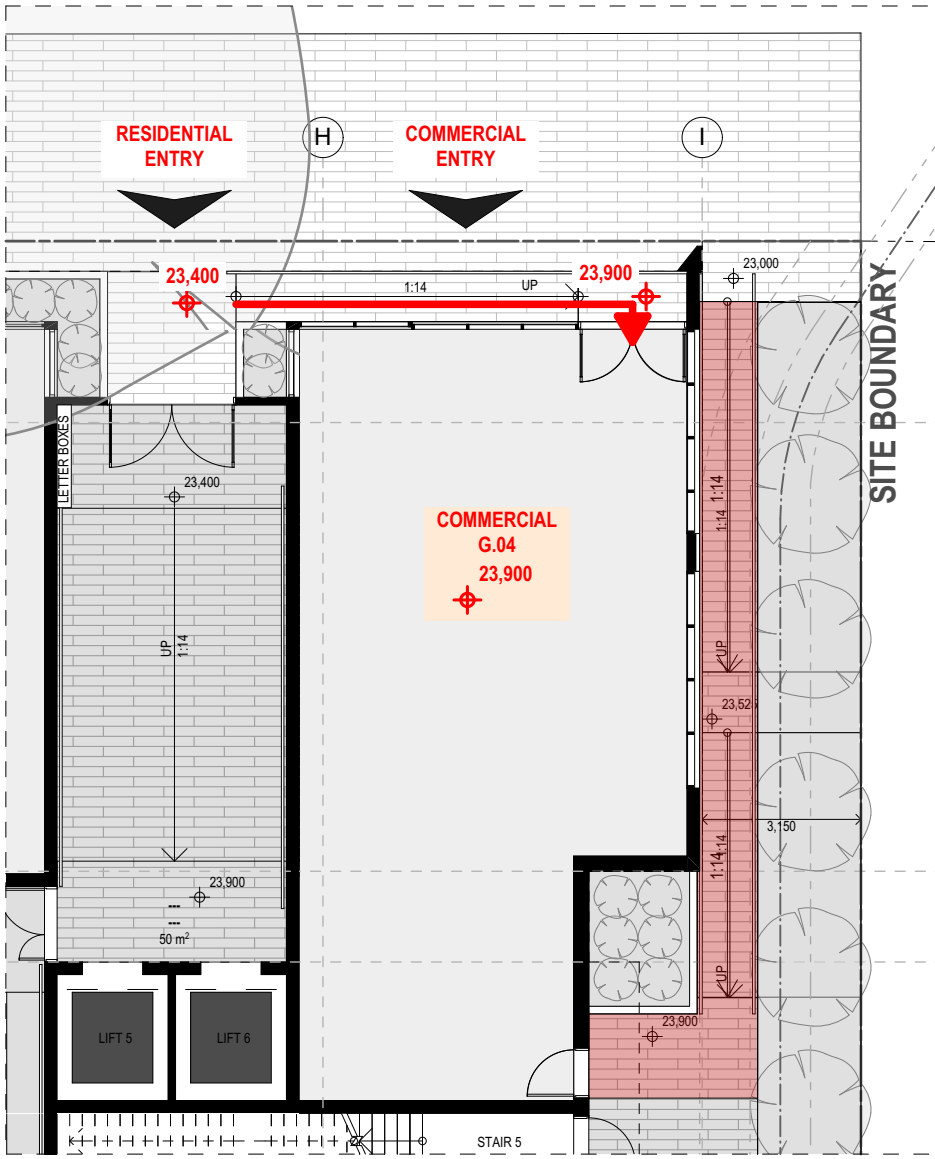 RESIDENTIAL
ENTRY
H
COMMERCIAL
ENTRY
I
23,400
1:14
UP
23,900
23,000
SITE BOUNDARY
LETTER BOXES
23,400
UP
1:14
COMMERCIAL
G.04
23,900
1:14
1:14
UP
23,525
1:14
1:14
UP
3,150
23,900
---
---
50 m²
23,900
LIFT 5
LIFT 6
STAIR 5